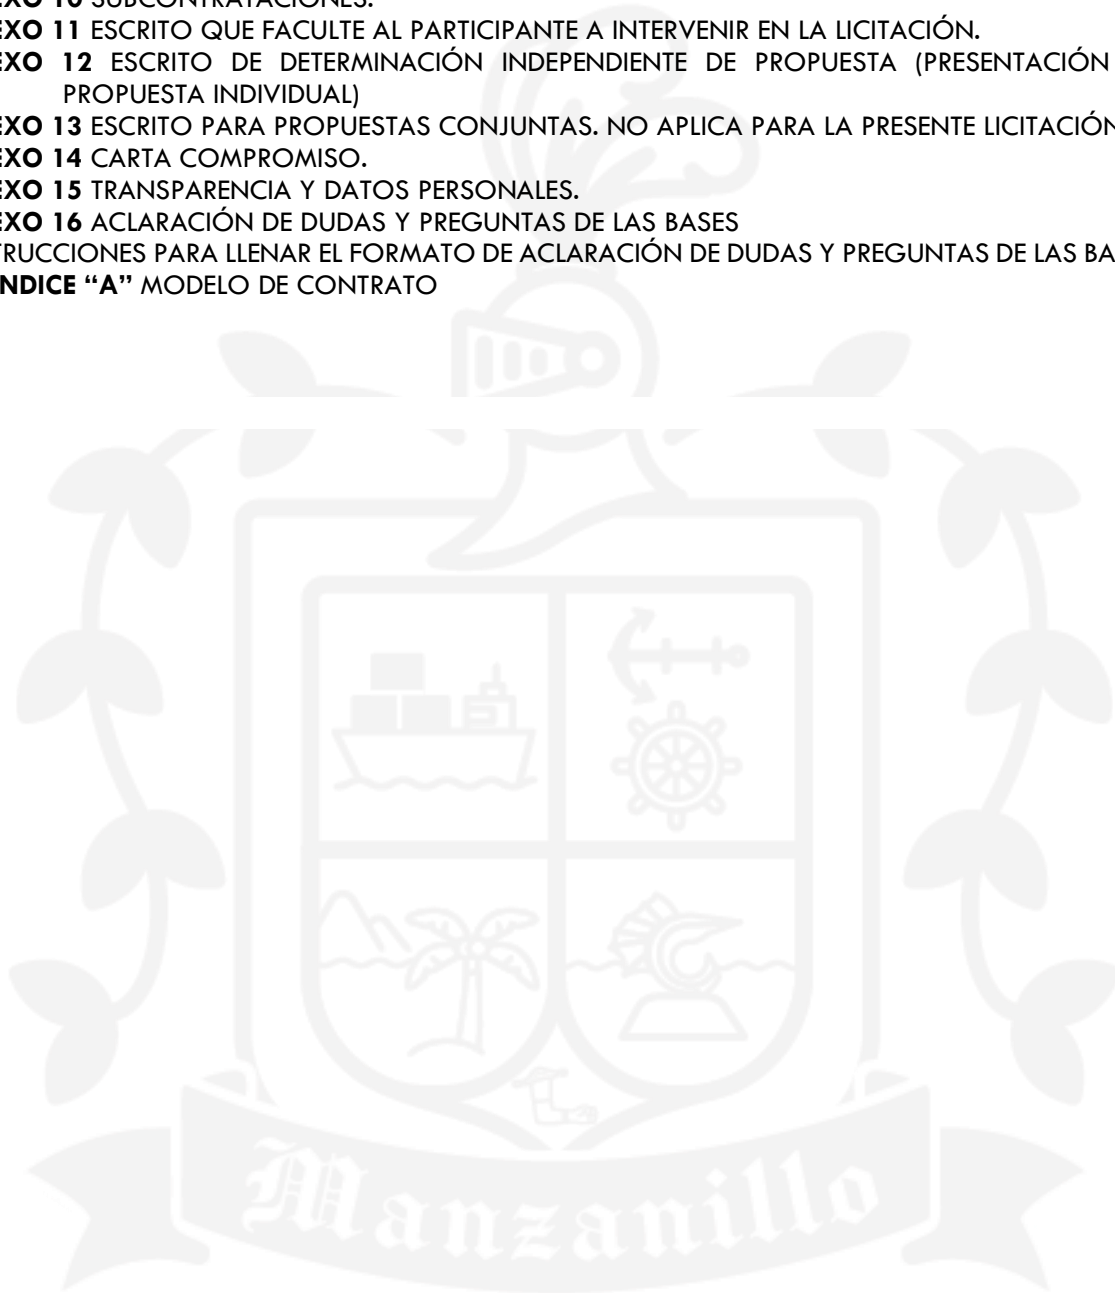 EXO 10 SUBCONTRATACIONES.
EXO 11 ESCRITO QUE FACULTE AL PARTICIPANTE A INTERVENIR EN LA LICITACIÓN.
EXO 12 ESCRITO DE DETERMINACIÓN INDEPENDIENTE DE PROPUESTA (PRESENTACIÓN
PROPUESTA INDIVIDUAL)
EXO 13 ESCRITO PARA PROPUESTAS CONJUNTAS. NO APLICA PARA LA PRESENTE LICITACIÓN
EXO 14 CARTA COMPROMISO.
EXO 15 TRANSPARENCIA Y DATOS PERSONALES.
EXO 16 ACLARACIÓN DE DUDAS Y PREGUNTAS DE LAS BASES
TRUCCIONES PARA LLENAR EL FORMATO DE ACLARACIÓN DE DUDAS Y PREGUNTAS DE LAS BA
NDICE “A” MODELO DE CONTRATO
Manzanillo